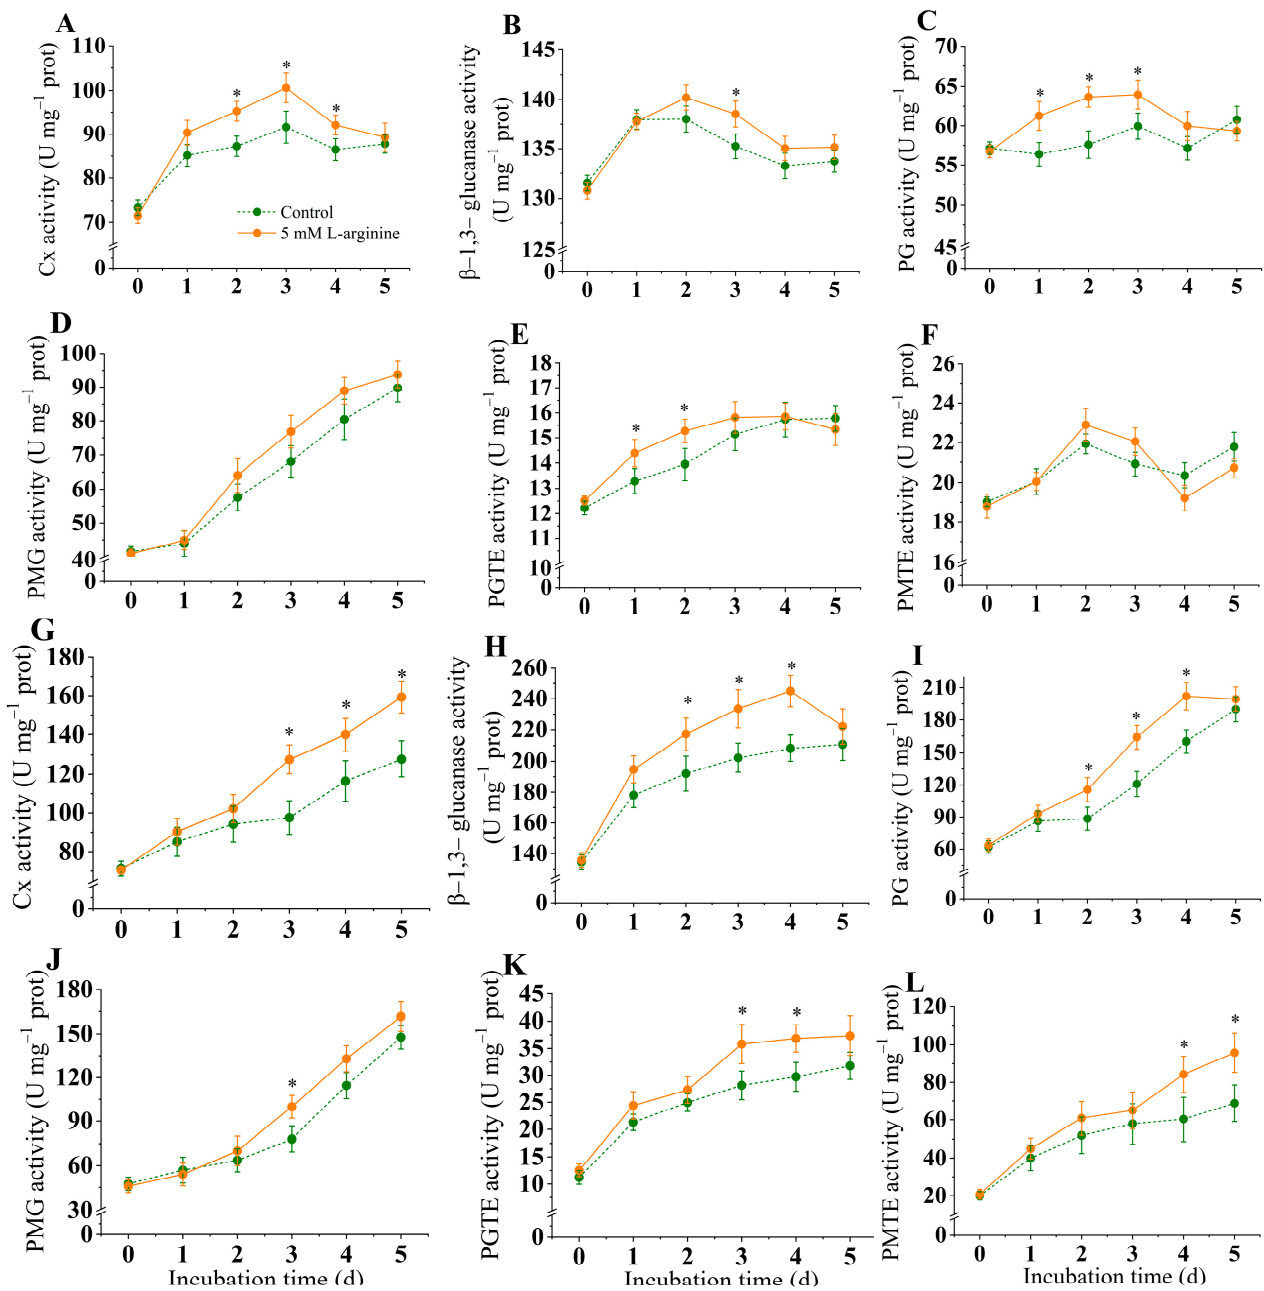 A
Cx activity (U mg⁻¹ prot)
110
100
90
80
70
0
* * *
Control
5 mM L-arginine
0 1 2 3 4 5
B
β−1,3− glucanase activity
(U mg⁻¹ prot)
145
140
135
130
125
0
*
0 1 2 3 4 5
C
PG activity (U mg⁻¹ prot)
70
65
60
55
50
45
0
* * *
0 1 2 3 4 5
D
PMG activity (U mg⁻¹ prot)
100
90
80
70
60
50
40
0
0 1 2 3 4 5
E
PGTE activity (U mg⁻¹ prot)
18
17
16
15
14
13
12
11
10
0
* *
0 1 2 3 4 5
F
PMTE activity (U mg⁻¹ prot)
26
24
22
20
18
16
0
0 1 2 3 4 5
G
Cx activity (U mg⁻¹ prot)
180
160
140
120
100
80
0
* * *
0 1 2 3 4 5
H
β−1,3− glucanase activity
(U mg⁻¹ prot)
260
240
220
200
180
160
140
0
* * *
0 1 2 3 4 5
I
PG activity (U mg⁻¹ prot)
210
180
150
120
90
60
0
* * *
0 1 2 3 4 5
J
PMG activity (U mg⁻¹ prot)
180
150
120
90
60
30
0
*
0 1 2 3 4 5
Incubation time (d)
K
PGTE activity (U mg⁻¹ prot)
45
40
35
30
25
20
15
10
0
* *
0 1 2 3 4 5
Incubation time (d)
L
PMTE activity (U mg⁻¹ prot)
120
100
80
60
40
20
0
* *
0 1 2 3 4 5
Incubation time (d)